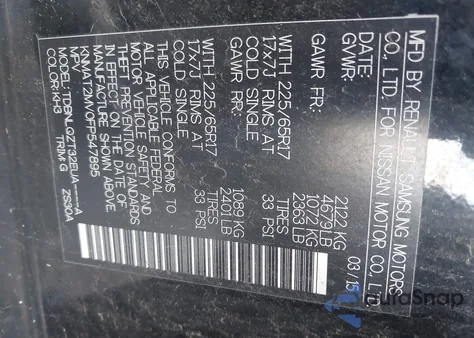 MFD BY RENAULT SAMSUNG MOTORS
CO., LTD. FOR NISSAN MOTOR CO., LT
DATE: 03/15
GVWR: 2122 KG
4679 LB
GAWR FR: 1072 KG
2363 LB
WITH 225/65R17 TIRES
17x7J RIMS AT 33 PSI
COLD SINGLE
GAWR RR: 1089 KG
2401 LB
WITH 225/65R17 TIRES
17x7J RIMS AT 33 PSI
COLD SINGLE
THIS VEHICLE CONFORMS TO
ALL APPLICABLE FEDERAL
MOTOR VEHICLE SAFETY AND
THEFT PREVENTION STANDARDS
IN EFFECT ON THE DATE OF
MANUFACTURE SHOWN ABOVE.
KNMAT2MV0FP547895
MPV
COLOR:KH3 TRIM:G
AutoSnap